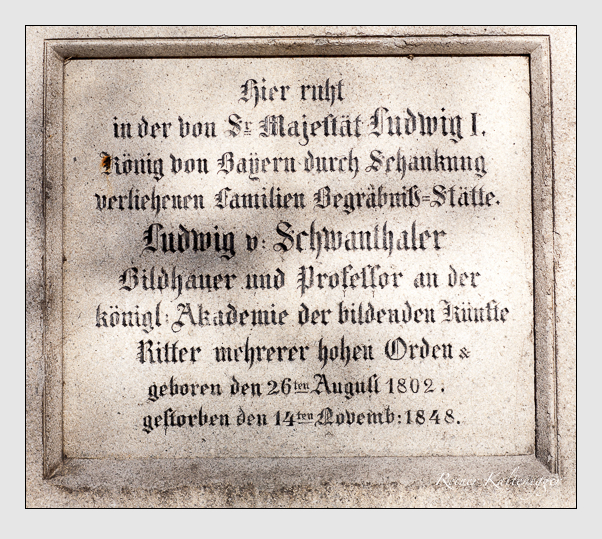 Hier ruht
in der von Sr. Majestät Ludwig I.
König von Bayern durch Schankung
verliehenen Familien Begräbniß=Stätte.
Ludwig v: Schwanthaler
Bildhauer und Professor an der
königl: Akademie der bildenden Künste
Ritter mehrerer hohen Orden &
geboren den 26ten August 1802.
gestorben den 14ten Novemb: 1848.